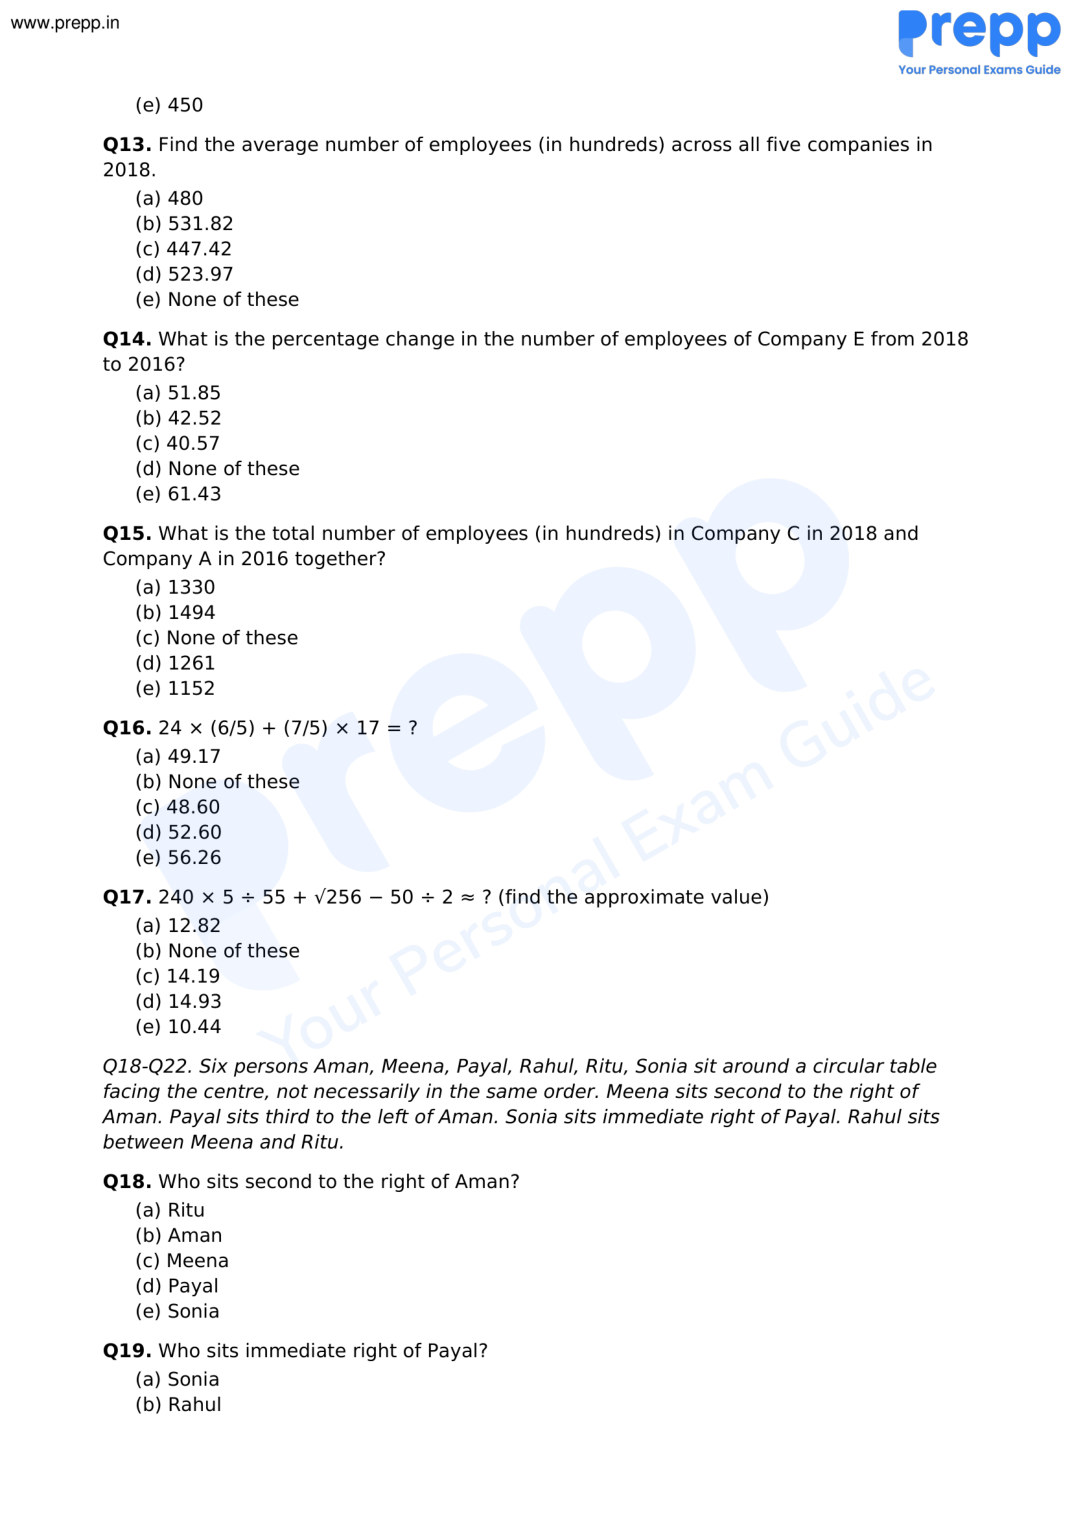 www.prepp.in
Prepp
Your Personal Exams Guide
(e) 450
Q13. Find the average number of employees (in hundreds) across all five companies in
2018.
(a) 480
(b) 531.82
(c) 447.42
(d) 523.97
(e) None of these
Q14. What is the percentage change in the number of employees of Company E from 2018
to 2016?
(a) 51.85
(b) 42.52
(c) 40.57
(d) None of these
(e) 61.43
Q15. What is the total number of employees (in hundreds) in Company C in 2018 and
Company A in 2016 together?
(a) 1330
(b) 1494
(c) None of these
(d) 1261
(e) 1152
Q16. 24 × (6/5) + (7/5) × 17 = ?
(a) 49.17
(b) None of these
(c) 48.60
(d) 52.60
(e) 56.26
Q17. 240 × 5 ÷ 55 + √256 − 50 ÷ 2 ≈ ? (find the approximate value)
(a) 12.82
(b) None of these
(c) 14.19
(d) 14.93
(e) 10.44
Q18-Q22. Six persons Aman, Meena, Payal, Rahul, Ritu, Sonia sit around a circular table
facing the centre, not necessarily in the same order. Meena sits second to the right of
Aman. Payal sits third to the left of Aman. Sonia sits immediate right of Payal. Rahul sits
between Meena and Ritu.
Q18. Who sits second to the right of Aman?
(a) Ritu
(b) Aman
(c) Meena
(d) Payal
(e) Sonia
Q19. Who sits immediate right of Payal?
(a) Sonia
(b) Rahul
prepp
Your Personal Exam Guide